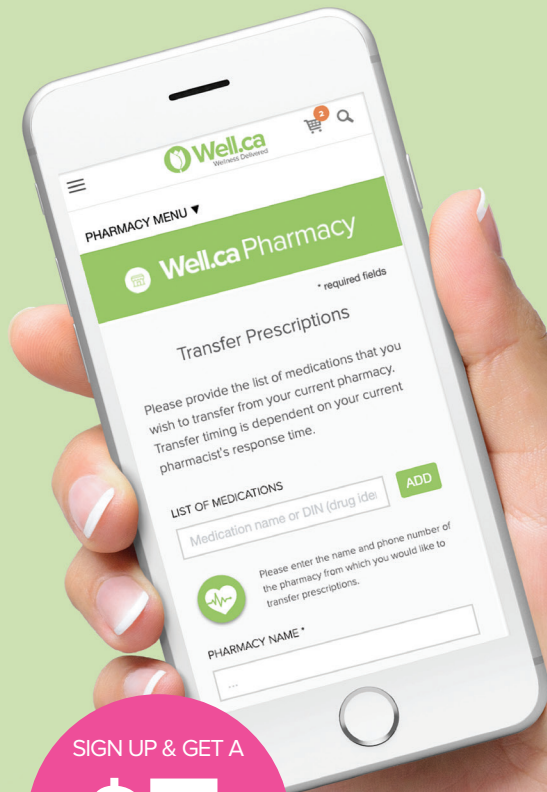 Well.ca
Wellness Delivered
2
PHARMACY MENU ▼
Well.ca Pharmacy
* required fields
Transfer Prescriptions
Please provide the list of medications that you
wish to transfer from your current pharmacy.
Transfer timing is dependent on your current
pharmacist's response time.
LIST OF MEDICATIONS
Medication name or DIN (drug ide
ADD
Please enter the name and phone number of
the pharmacy from which you would like to
transfer prescriptions.
PHARMACY NAME *
...
SIGN UP & GET A